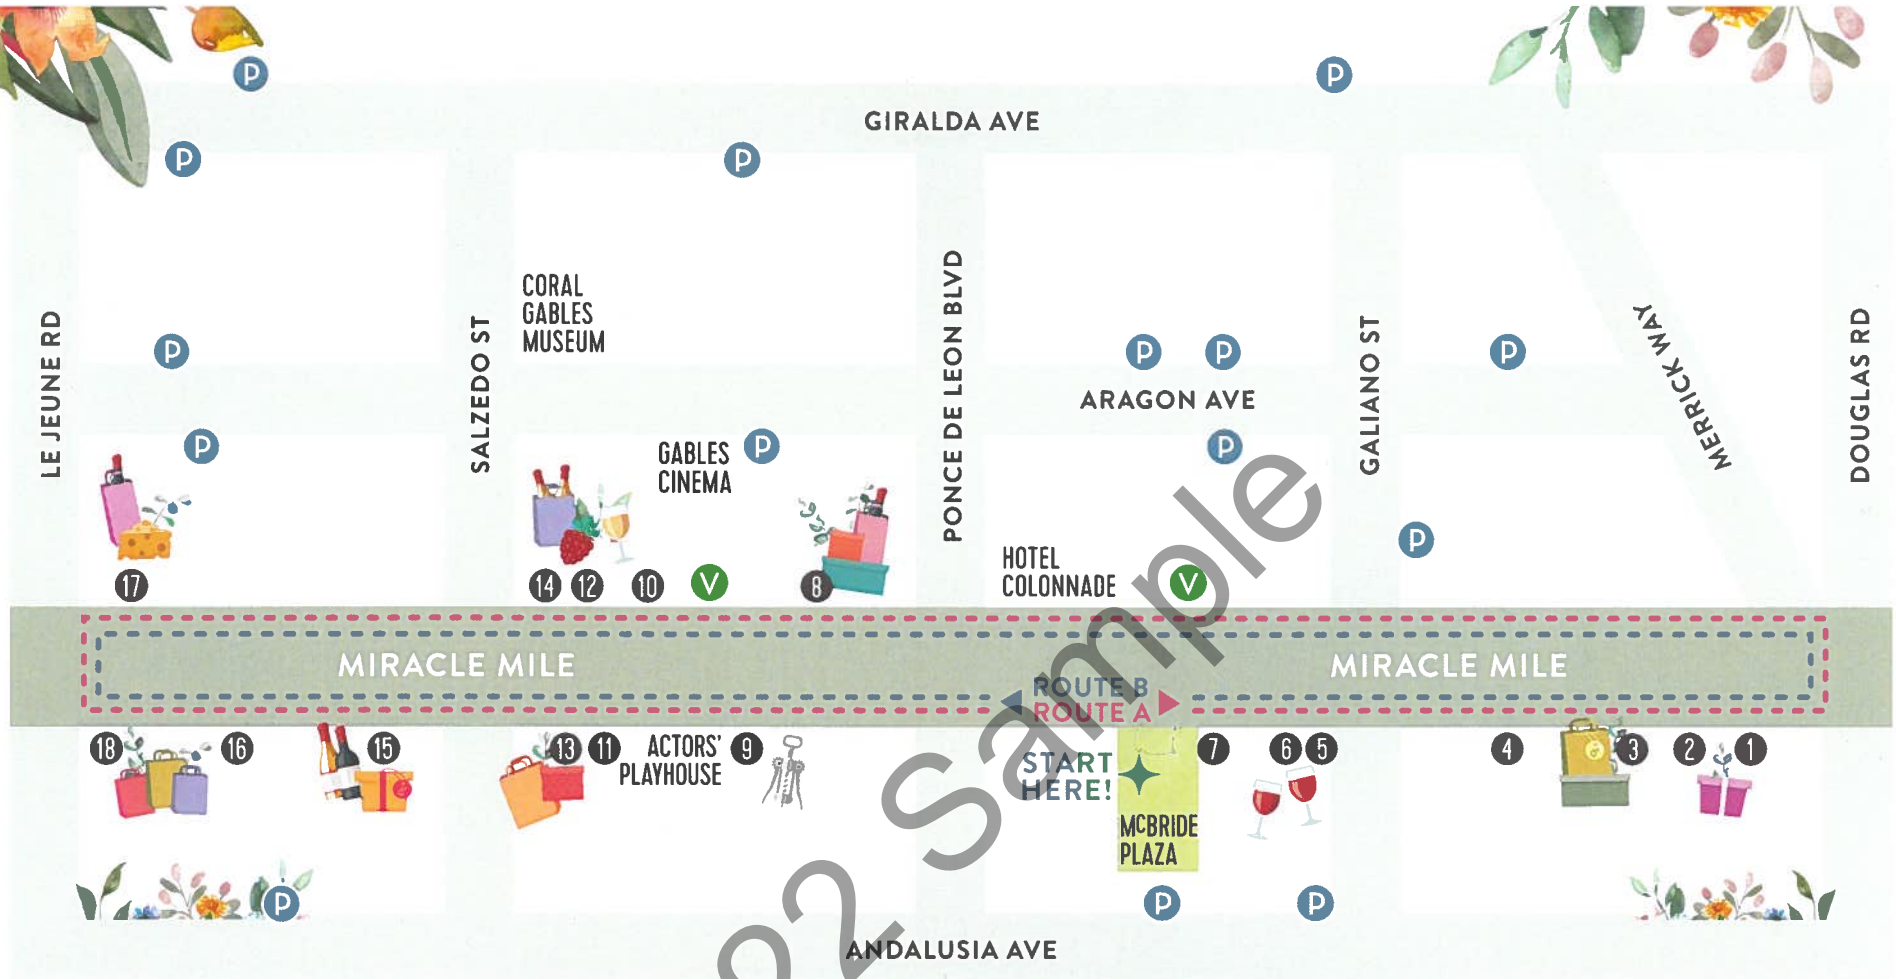 P
P
GIRALDA AVE
P
P
CORAL
GABLES
MUSEUM
LE JEUNE RD
SALZEDO ST
PONCE DE LEON BLVD
GALIANO ST
MERRICK WAY
DOUGLAS RD
P
P
P
P
ARAGON AVE
P
GABLES
CINEMA
P
P
P
HOTEL
COLONNADE
17
14 12 10 V 8 V
MIRACLE MILE
MIRACLE MILE
ROUTE B
ROUTE A
18 16 15 13 11
ACTORS'
PLAYHOUSE
9
START
HERE!
7 6 5 4 3 2 1
MCBRIDE
PLAZA
P
P
P
ANDALUSIA AVE
2 Sample